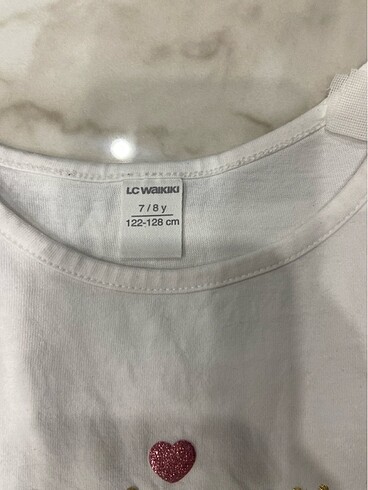 LC WAIKIKI
7 / 8 y
122-128 cm